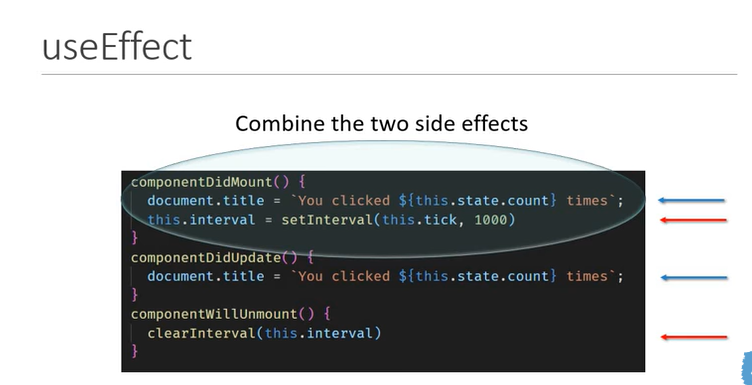 useEffect
Combine the two side effects
componentDidMount() {
document.title = `You clicked ${this.state.count} times`;
this.interval = setInterval(this.tick, 1000)
}
componentDidUpdate() {
document.title = `You clicked ${this.state.count} times`;
}
componentWillUnmount() {
clearInterval(this.interval)
}